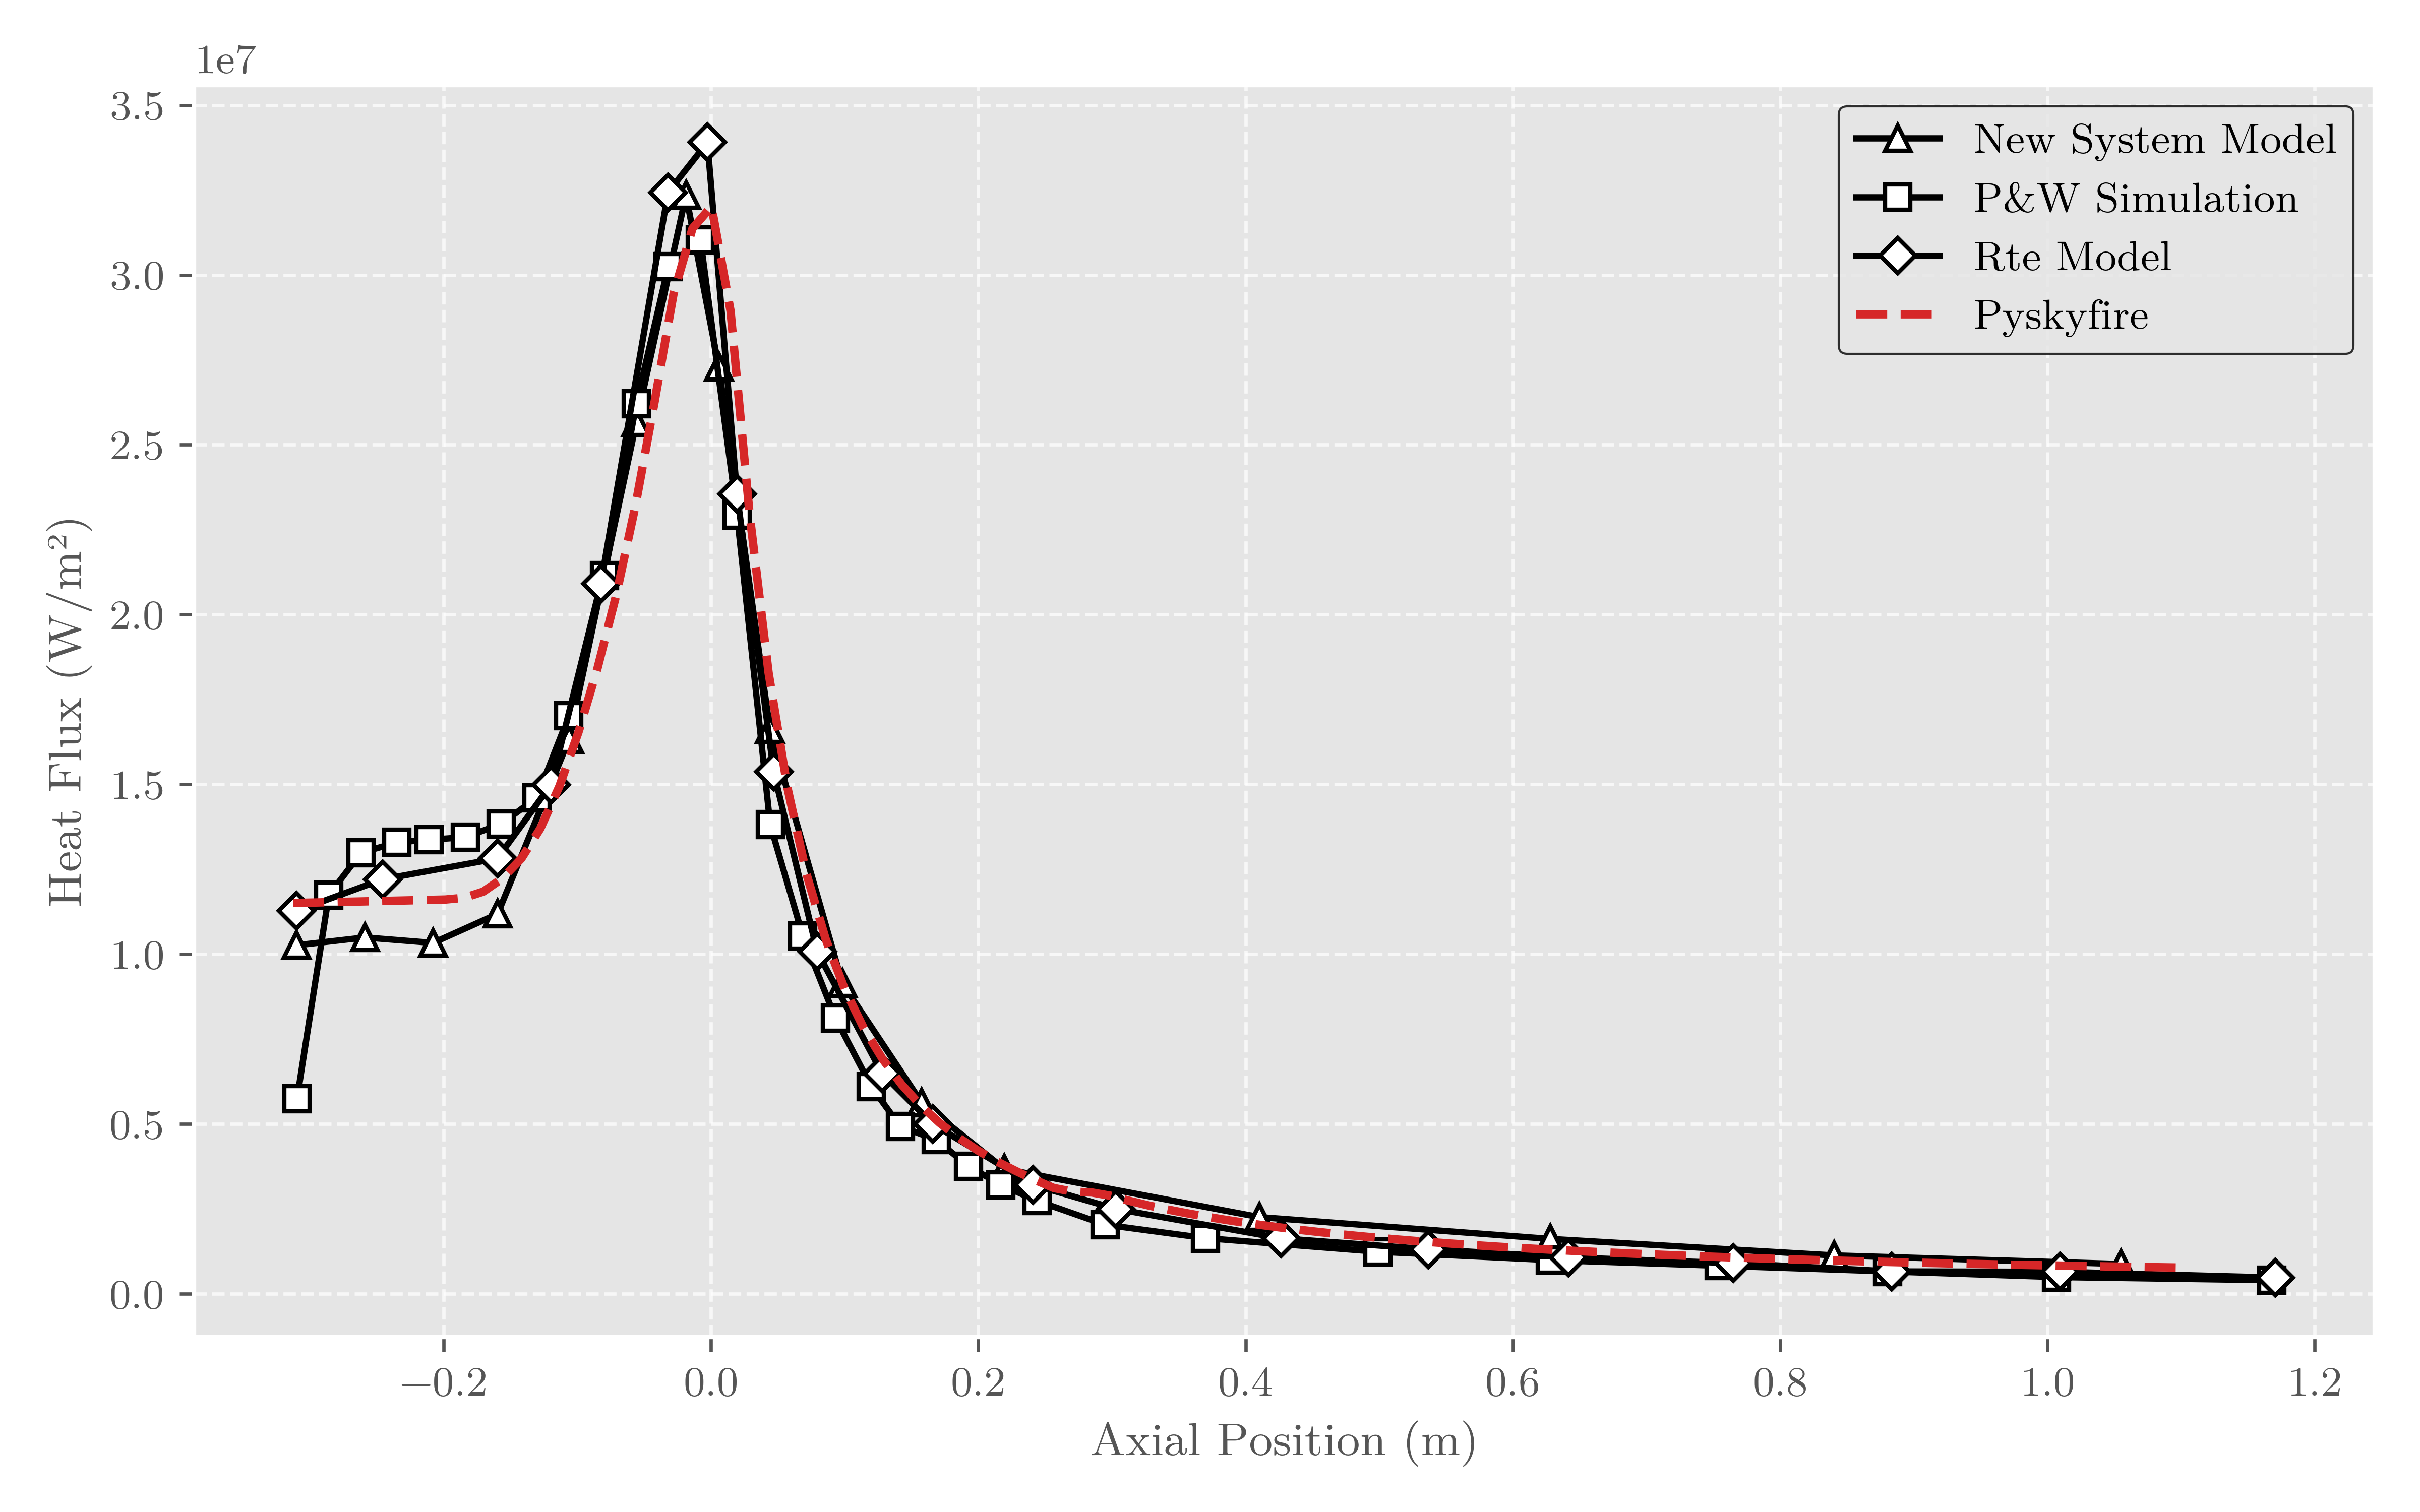 1e7
3.5
3.0
2.5
2.0
1.5
1.0
0.5
0.0
Heat Flux (W/m²)
New System Model
P&W Simulation
Rte Model
Pyskyfire
−0.2
0.0
0.2
0.4
0.6
0.8
1.0
1.2
Axial Position (m)